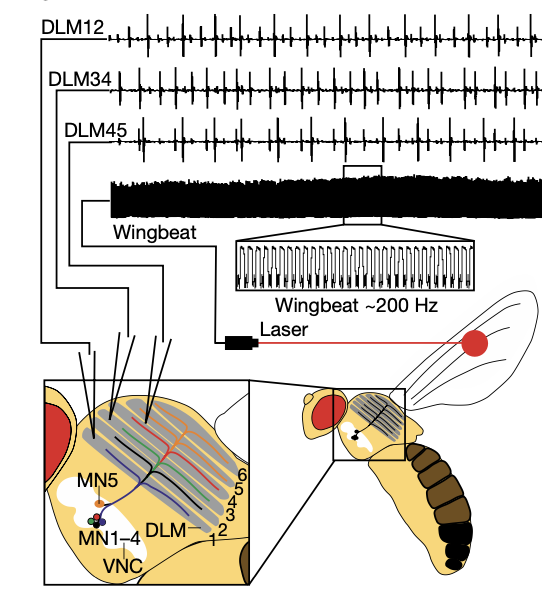 DLM12
DLM34
DLM45
Wingbeat
Wingbeat ~200 Hz
Laser
MN5
MN1–4
DLM
VNC
6
5
4
3
2
1